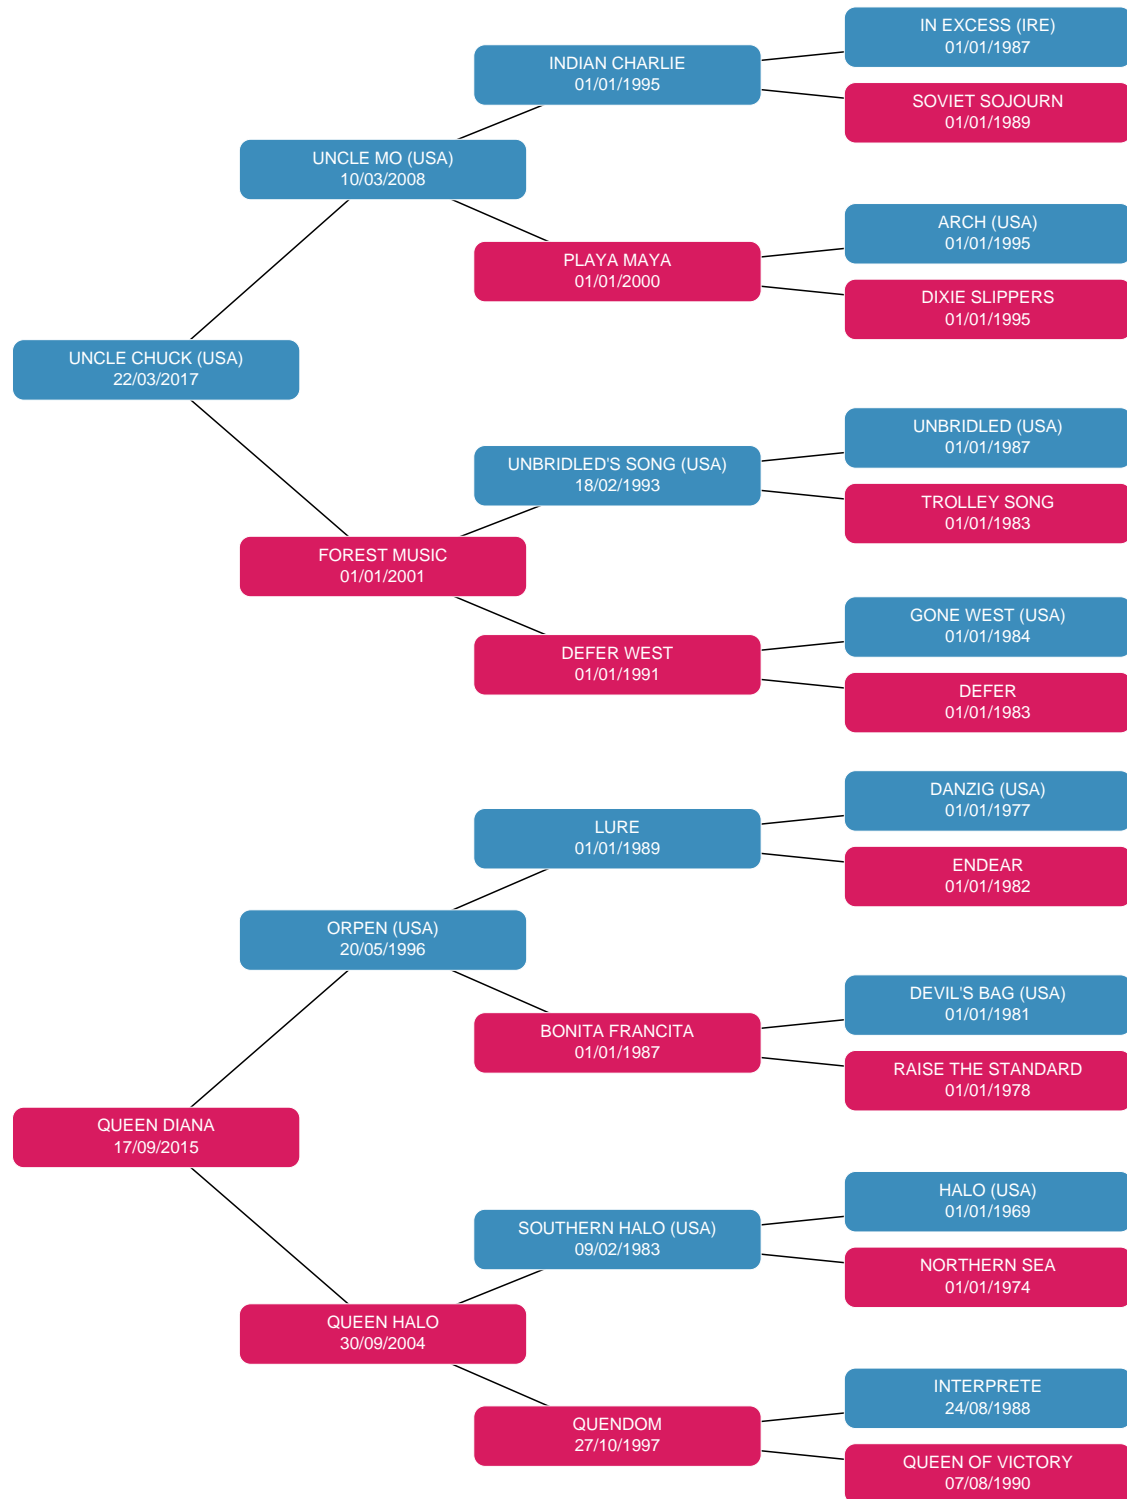 IN EXCESS (IRE)
01/01/1987
INDIAN CHARLIE
01/01/1995
SOVIET SOJOURN
01/01/1989
UNCLE MO (USA)
10/03/2008
ARCH (USA)
01/01/1995
PLAYA MAYA
01/01/2000
DIXIE SLIPPERS
01/01/1995
UNCLE CHUCK (USA)
22/03/2017
UNBRIDLED (USA)
01/01/1987
UNBRIDLED'S SONG (USA)
18/02/1993
TROLLEY SONG
01/01/1983
FOREST MUSIC
01/01/2001
GONE WEST (USA)
01/01/1984
DEFER WEST
01/01/1991
DEFER
01/01/1983
DANZIG (USA)
01/01/1977
LURE
01/01/1989
ENDEAR
01/01/1982
ORPEN (USA)
20/05/1996
DEVIL'S BAG (USA)
01/01/1981
BONITA FRANCITA
01/01/1987
RAISE THE STANDARD
01/01/1978
QUEEN DIANA
17/09/2015
HALO (USA)
01/01/1969
SOUTHERN HALO (USA)
09/02/1983
NORTHERN SEA
01/01/1974
QUEEN HALO
30/09/2004
INTERPRETE
24/08/1988
QUENDOM
27/10/1997
QUEEN OF VICTORY
07/08/1990